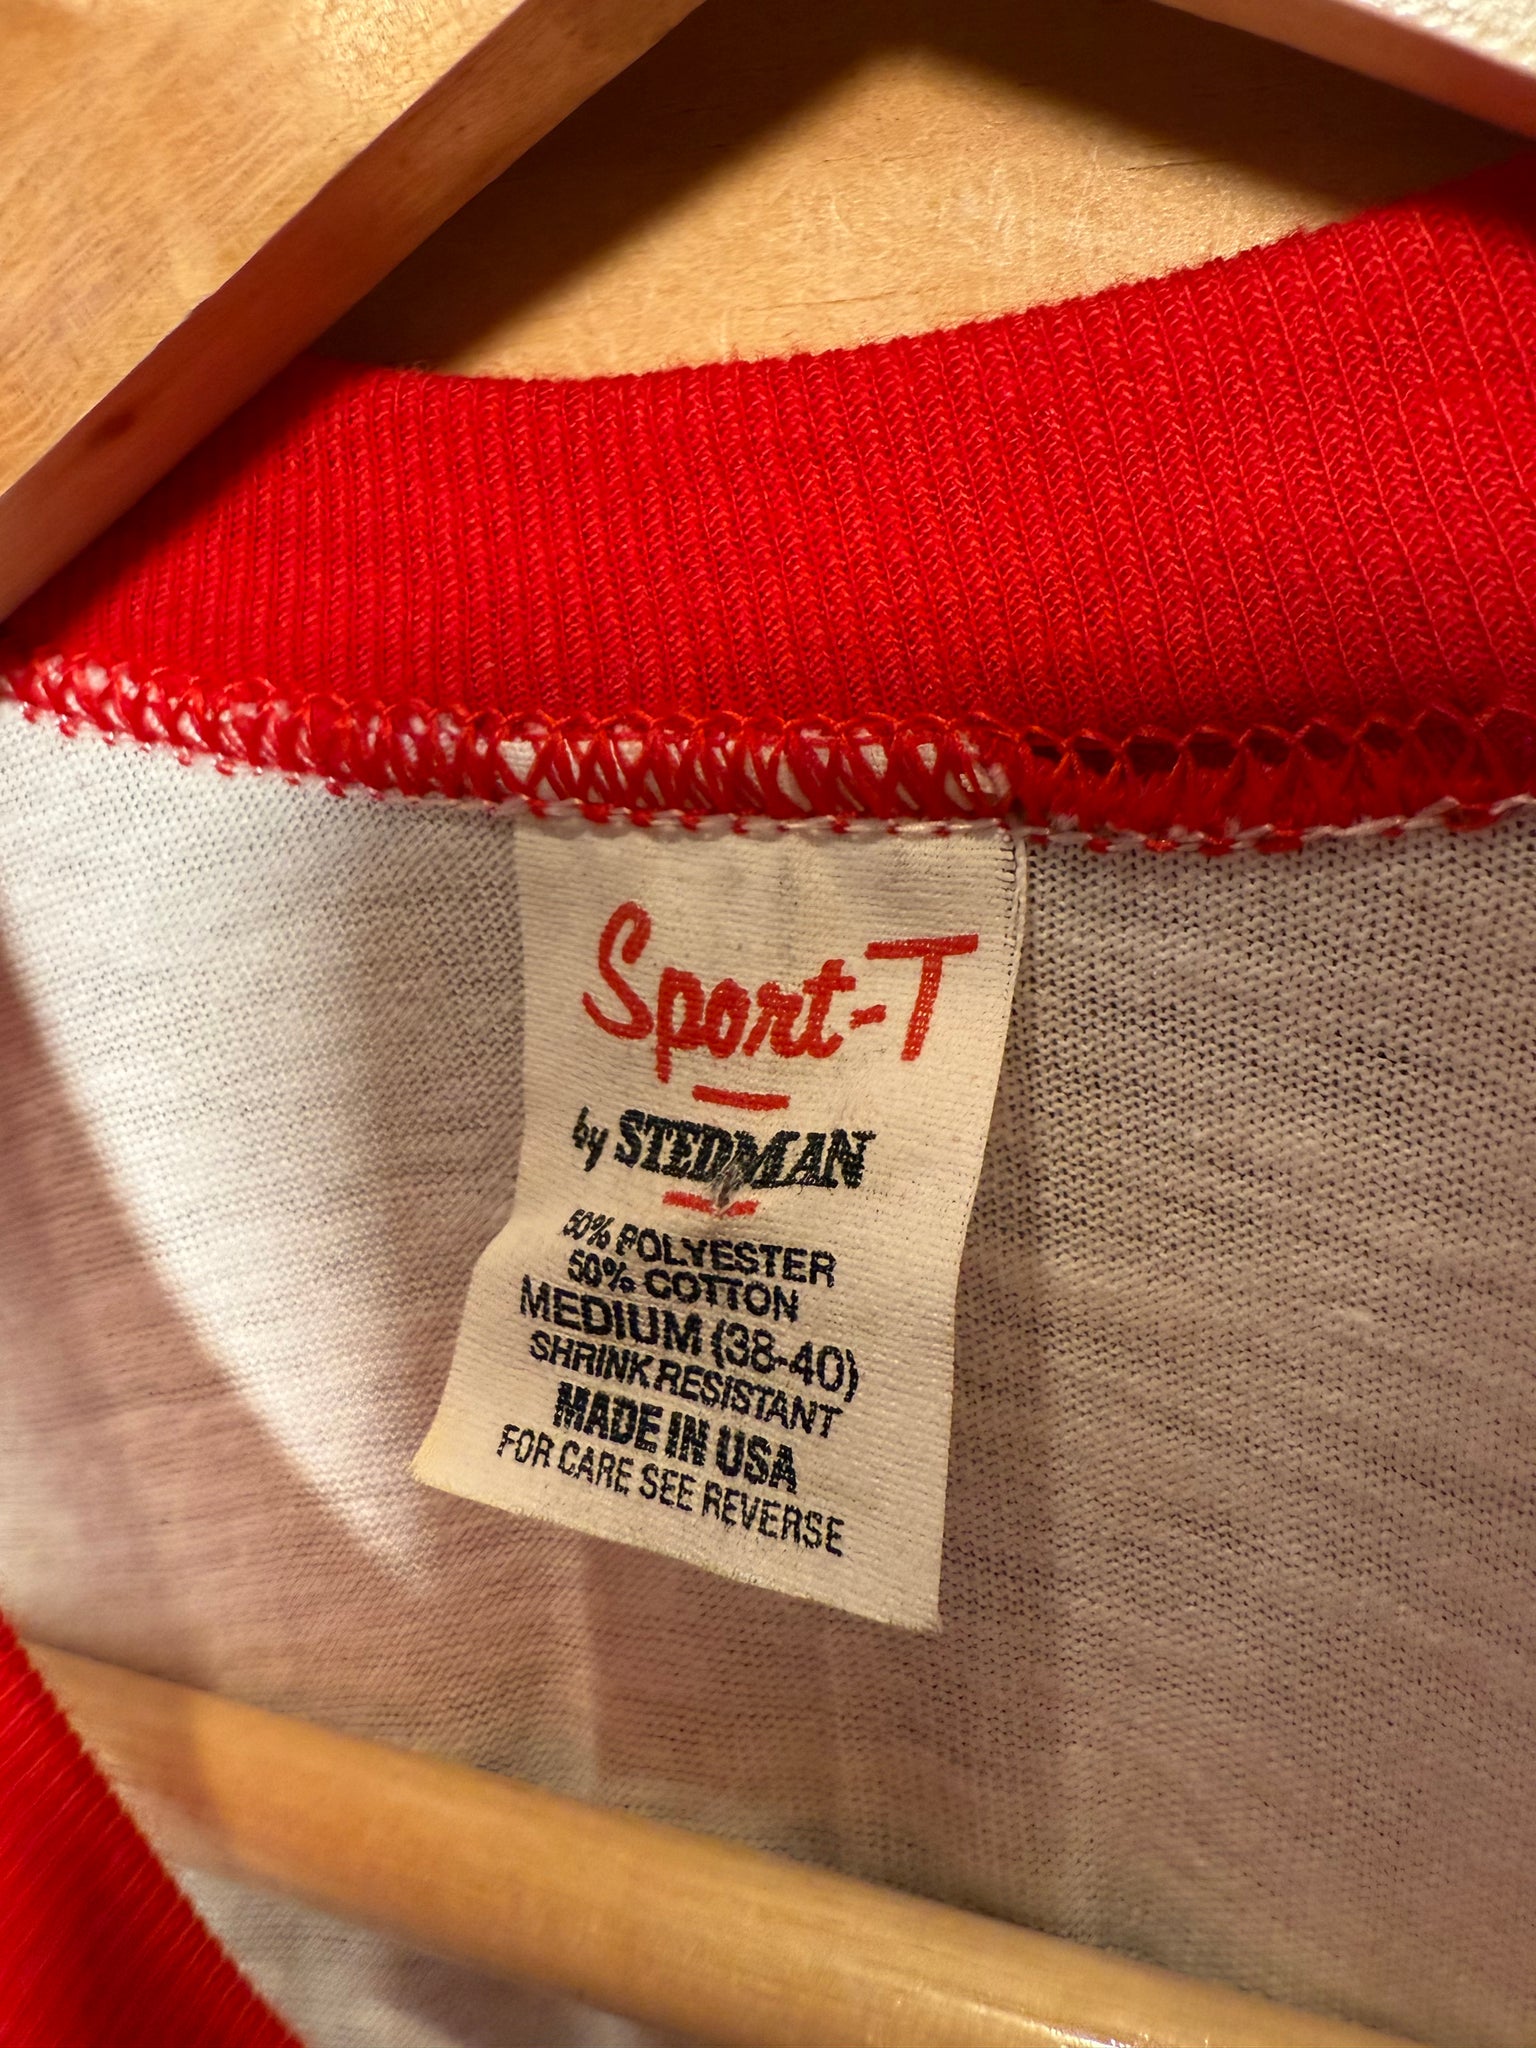 Sport-T
by STEDMAN
50% POLYESTER
50% COTTON
MEDIUM (38-40)
SHRINK RESISTANT
MADE IN USA
FOR CARE SEE REVERSE